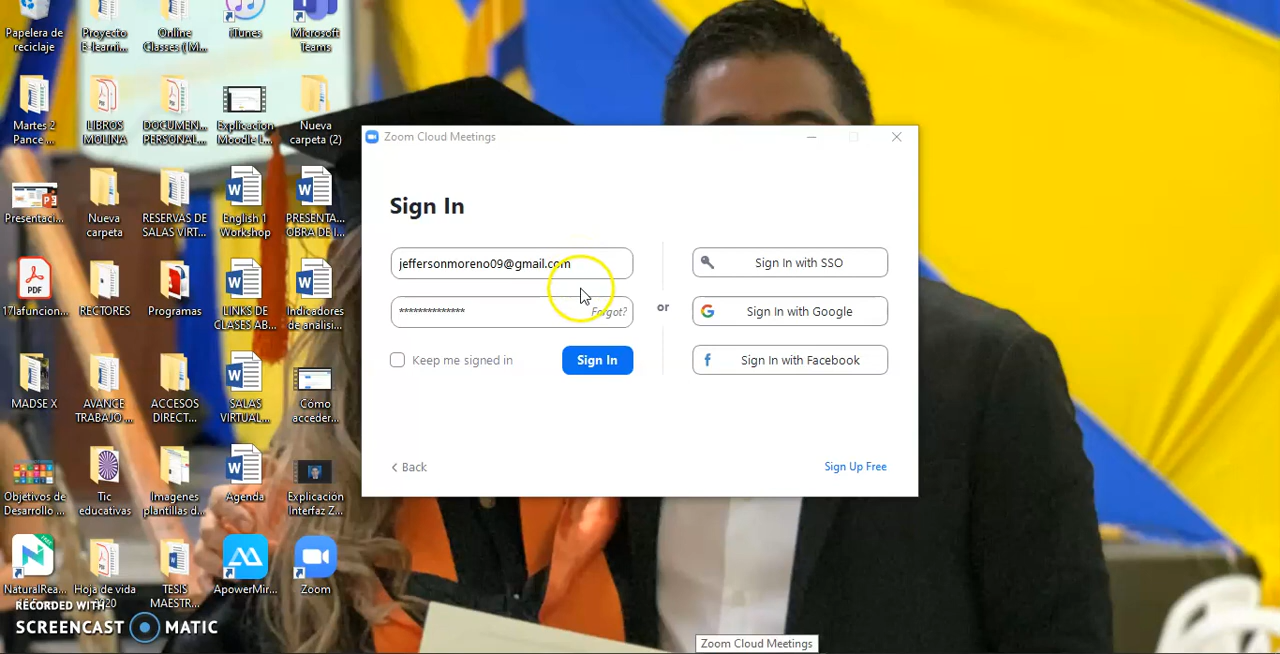 Papelera de
reciclaje
Proyecto
E-learni...
Online
Classes ( M...
iTunes
Microsoft
Teams
Martes 2
Pance ...
LIBROS
MOLINA
DOCUMEN...
PERSONAL...
Explicacion
Moodle L...
Nueva
carpeta (2)
Presentaci...
Nueva
carpeta
RESERVAS DE
SALAS VIRT...
English 1
Workshop
PRESENTA...
OBRA DE I...
PDF
17lafuncion...
RECTORES
Programas
LINKS DE
CLASES AB...
Indicadores
de analisi...
MADSE X
AVANCE
TRABAJO ...
ACCESOS
DIRECT...
SALAS
VIRTUAL...
Cómo
acceder...
Objetivos de
Desarrollo ...
Tic
educativas
Imagenes
plantillas d...
Agenda
Explicación
Interfaz Z...
NaturalRea...
Hoja de vida
2020
TESIS
MAESTR...
ApowerMir...
Zoom
RECORDED WITH
SCREENCAST MATIC
Zoom Cloud Meetings
Sign In
jeffersonmoreno09@gmail.com
************** Forgot?
Keep me signed in
Sign In
or
Sign In with SSO
Sign In with Google
Sign In with Facebook
Back
Sign Up Free
Zoom Cloud Meetings